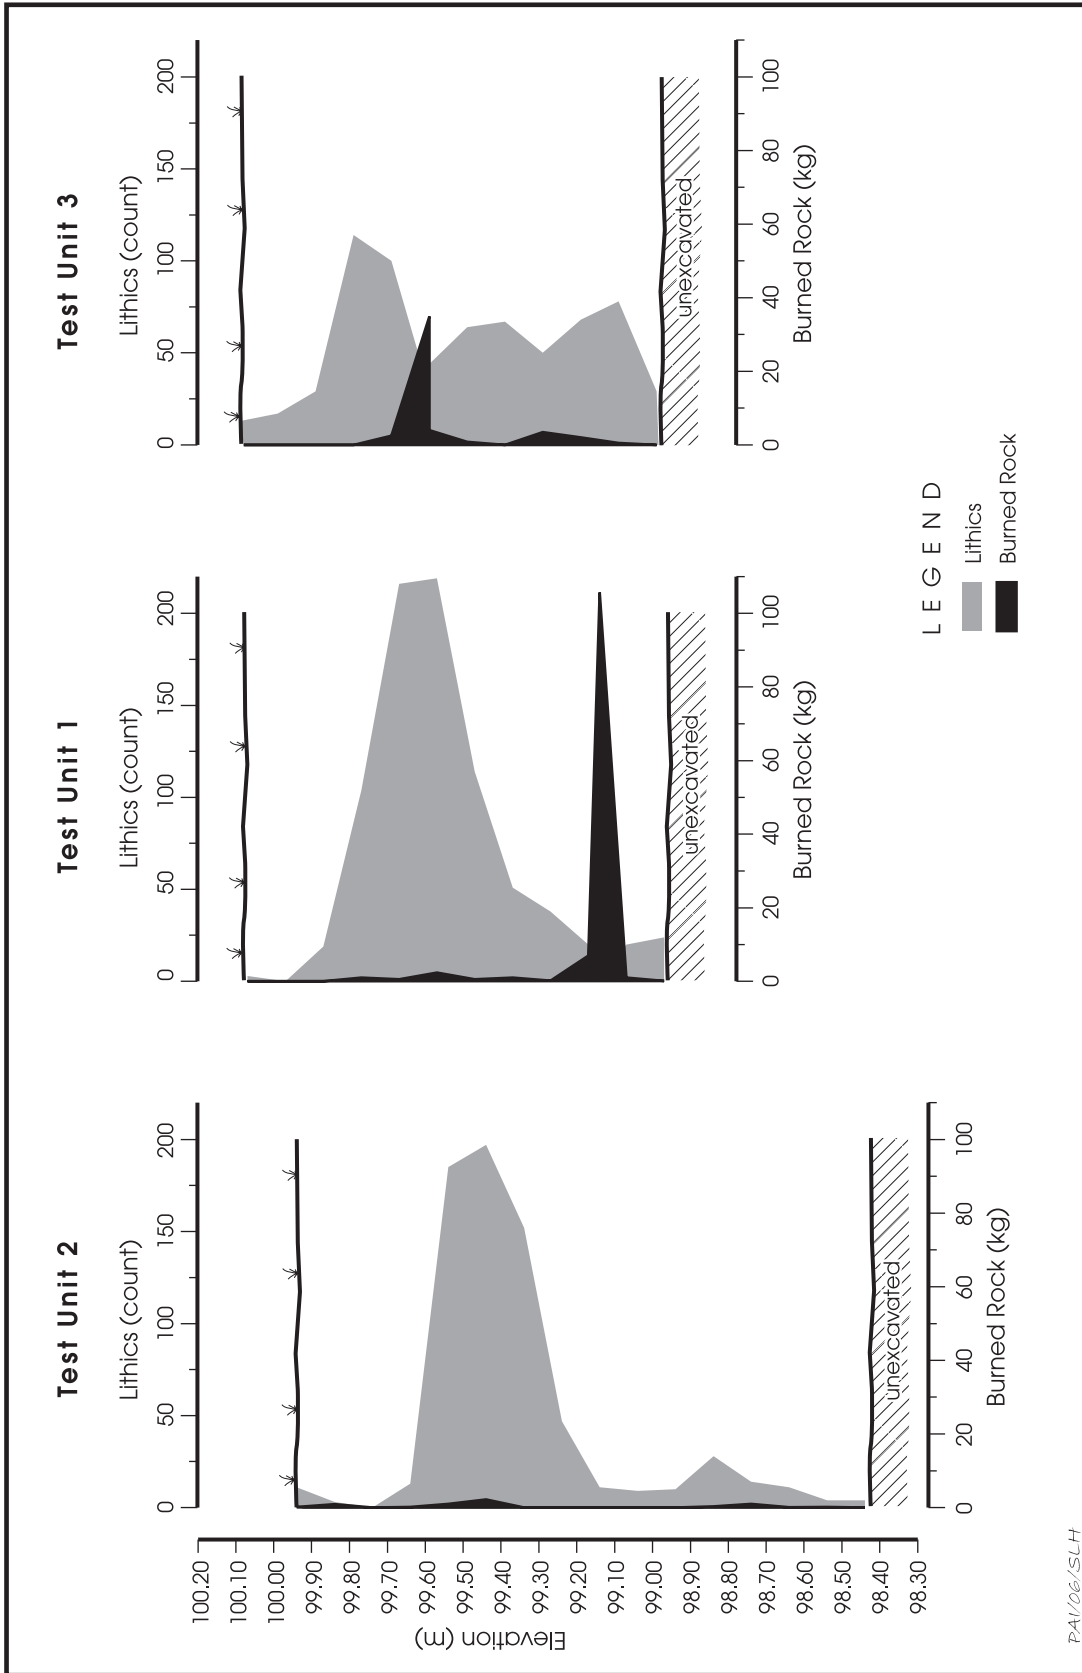 Test Unit 2
Test Unit 1
Test Unit 3
Lithics (count)
Lithics (count)
Lithics (count)
0 50 100 150 200
0 50 100 150 200
0 50 100 150 200
Elevation (m)
100.20
100.10
100.00
99.90
99.80
99.70
99.60
99.50
99.40
99.30
99.20
99.10
99.00
98.90
98.80
98.70
98.60
98.50
98.40
98.30
unexcavated
unexcavated
unexcavated
0 20 40 60 80 100
0 20 40 60 80 100
0 20 40 60 80 100
Burned Rock (kg)
Burned Rock (kg)
Burned Rock (kg)
LEGEND
Lithics
Burned Rock
PAI/06/SLH